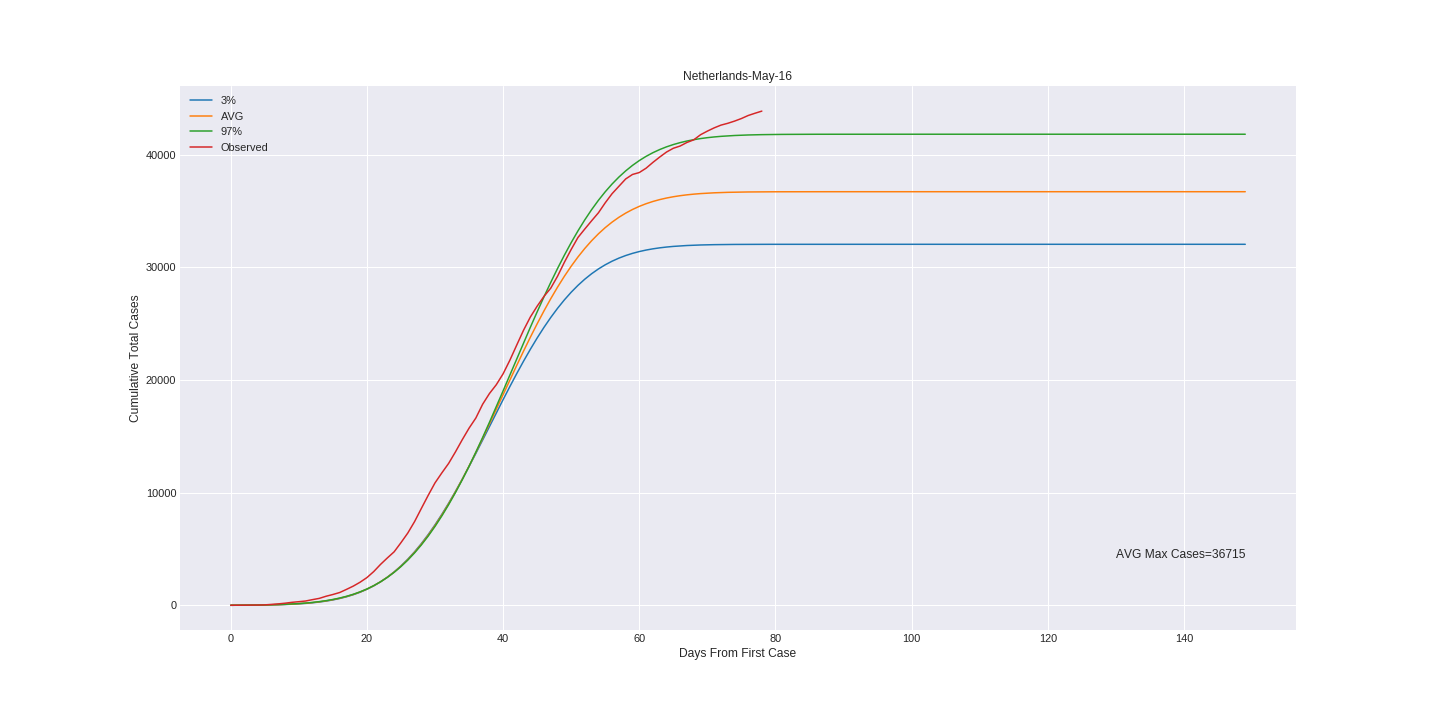 Netherlands-May-16
3%
AVG
97%
Observed
40000
30000
20000
10000
0
Cumulative Total Cases
AVG Max Cases=36715
0 20 40 60 80 100 120 140
Days From First Case